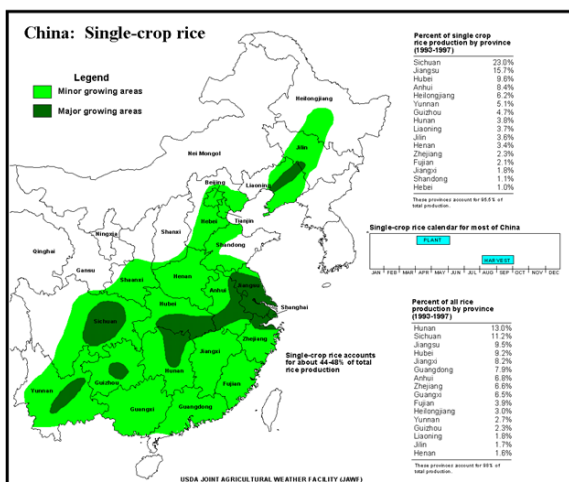 China: Single-crop rice
Legend
Minor growing areas
Major growing areas
Percent of single crop
rice production by province
(1993-1997)
Sichuan 23.0%
Jiangsu 15.7%
Hubei 9.6%
Anhui 8.4%
Heilongjiang 6.2%
Yunnan 5.1%
Guizhou 4.7%
Hunan 3.8%
Liaoning 3.7%
Jilin 3.6%
Henan 3.4%
Zhejiang 2.3%
Fujian 2.1%
Jiangxi 1.8%
Shandong 1.1%
Hebei 1.0%
These provinces account for
total production.
Heilongjiang
Jilin
Nei Mongol
Liaoning
Beijing
Tianjin
Hebei
Shanxi
Ningxia
Shandong
Qinghai
Gansu
Shaanxi
Henan
Jiangsu
Anhui
Shanghai
Hubei
Sichuan
Zhejiang
Jiangxi
Hunan
Guizhou
Fujian
Yunnan
Guangxi
Guangdong
Single-crop rice calendar for most of China
PLANT
HARVEST
JAN FEB MAR APR MAY JUN JUL AUG SEP OCT NOV DEC
Single-crop rice accounts
for about 44-48% of total
rice production
Percent of all rice
production by province
(1993-1997)
Hunan 13.0%
Sichuan 11.2%
Jiangsu 9.5%
Hubei 9.2%
Jiangxi 8.2%
Guangdong 7.9%
Anhui 6.8%
Zhejiang 6.6%
Guangxi 6.5%
Fujian 3.9%
Heilongjiang 3.0%
Yunnan 2.7%
Guizhou 2.3%
Liaoning 1.8%
Jilin 1.7%
Henan 1.6%
These provinces account for
total production.
USDA JOINT AGRICULTURAL WEATHER FACILITY (JAWF)